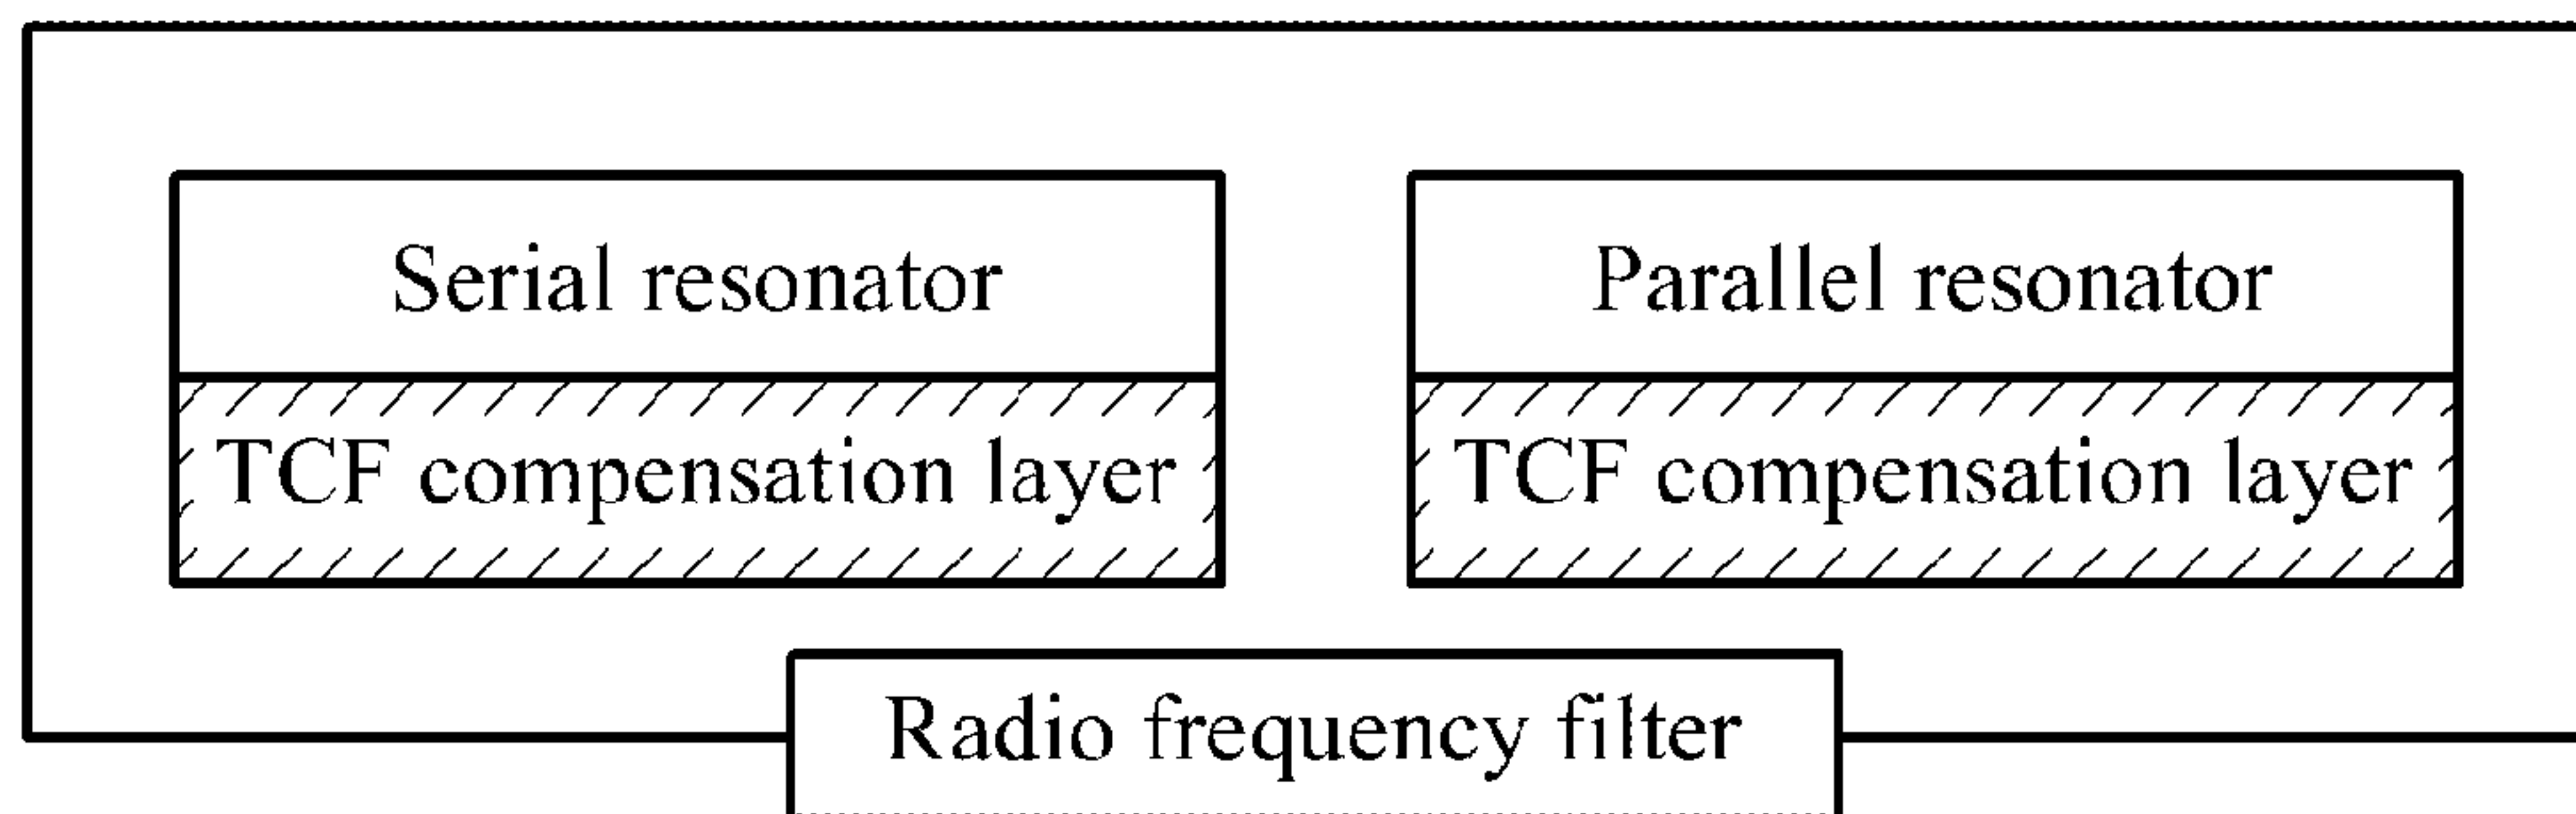 Serial resonator
Parallel resonator
TCF compensation layer
TCF compensation layer
Radio frequency filter